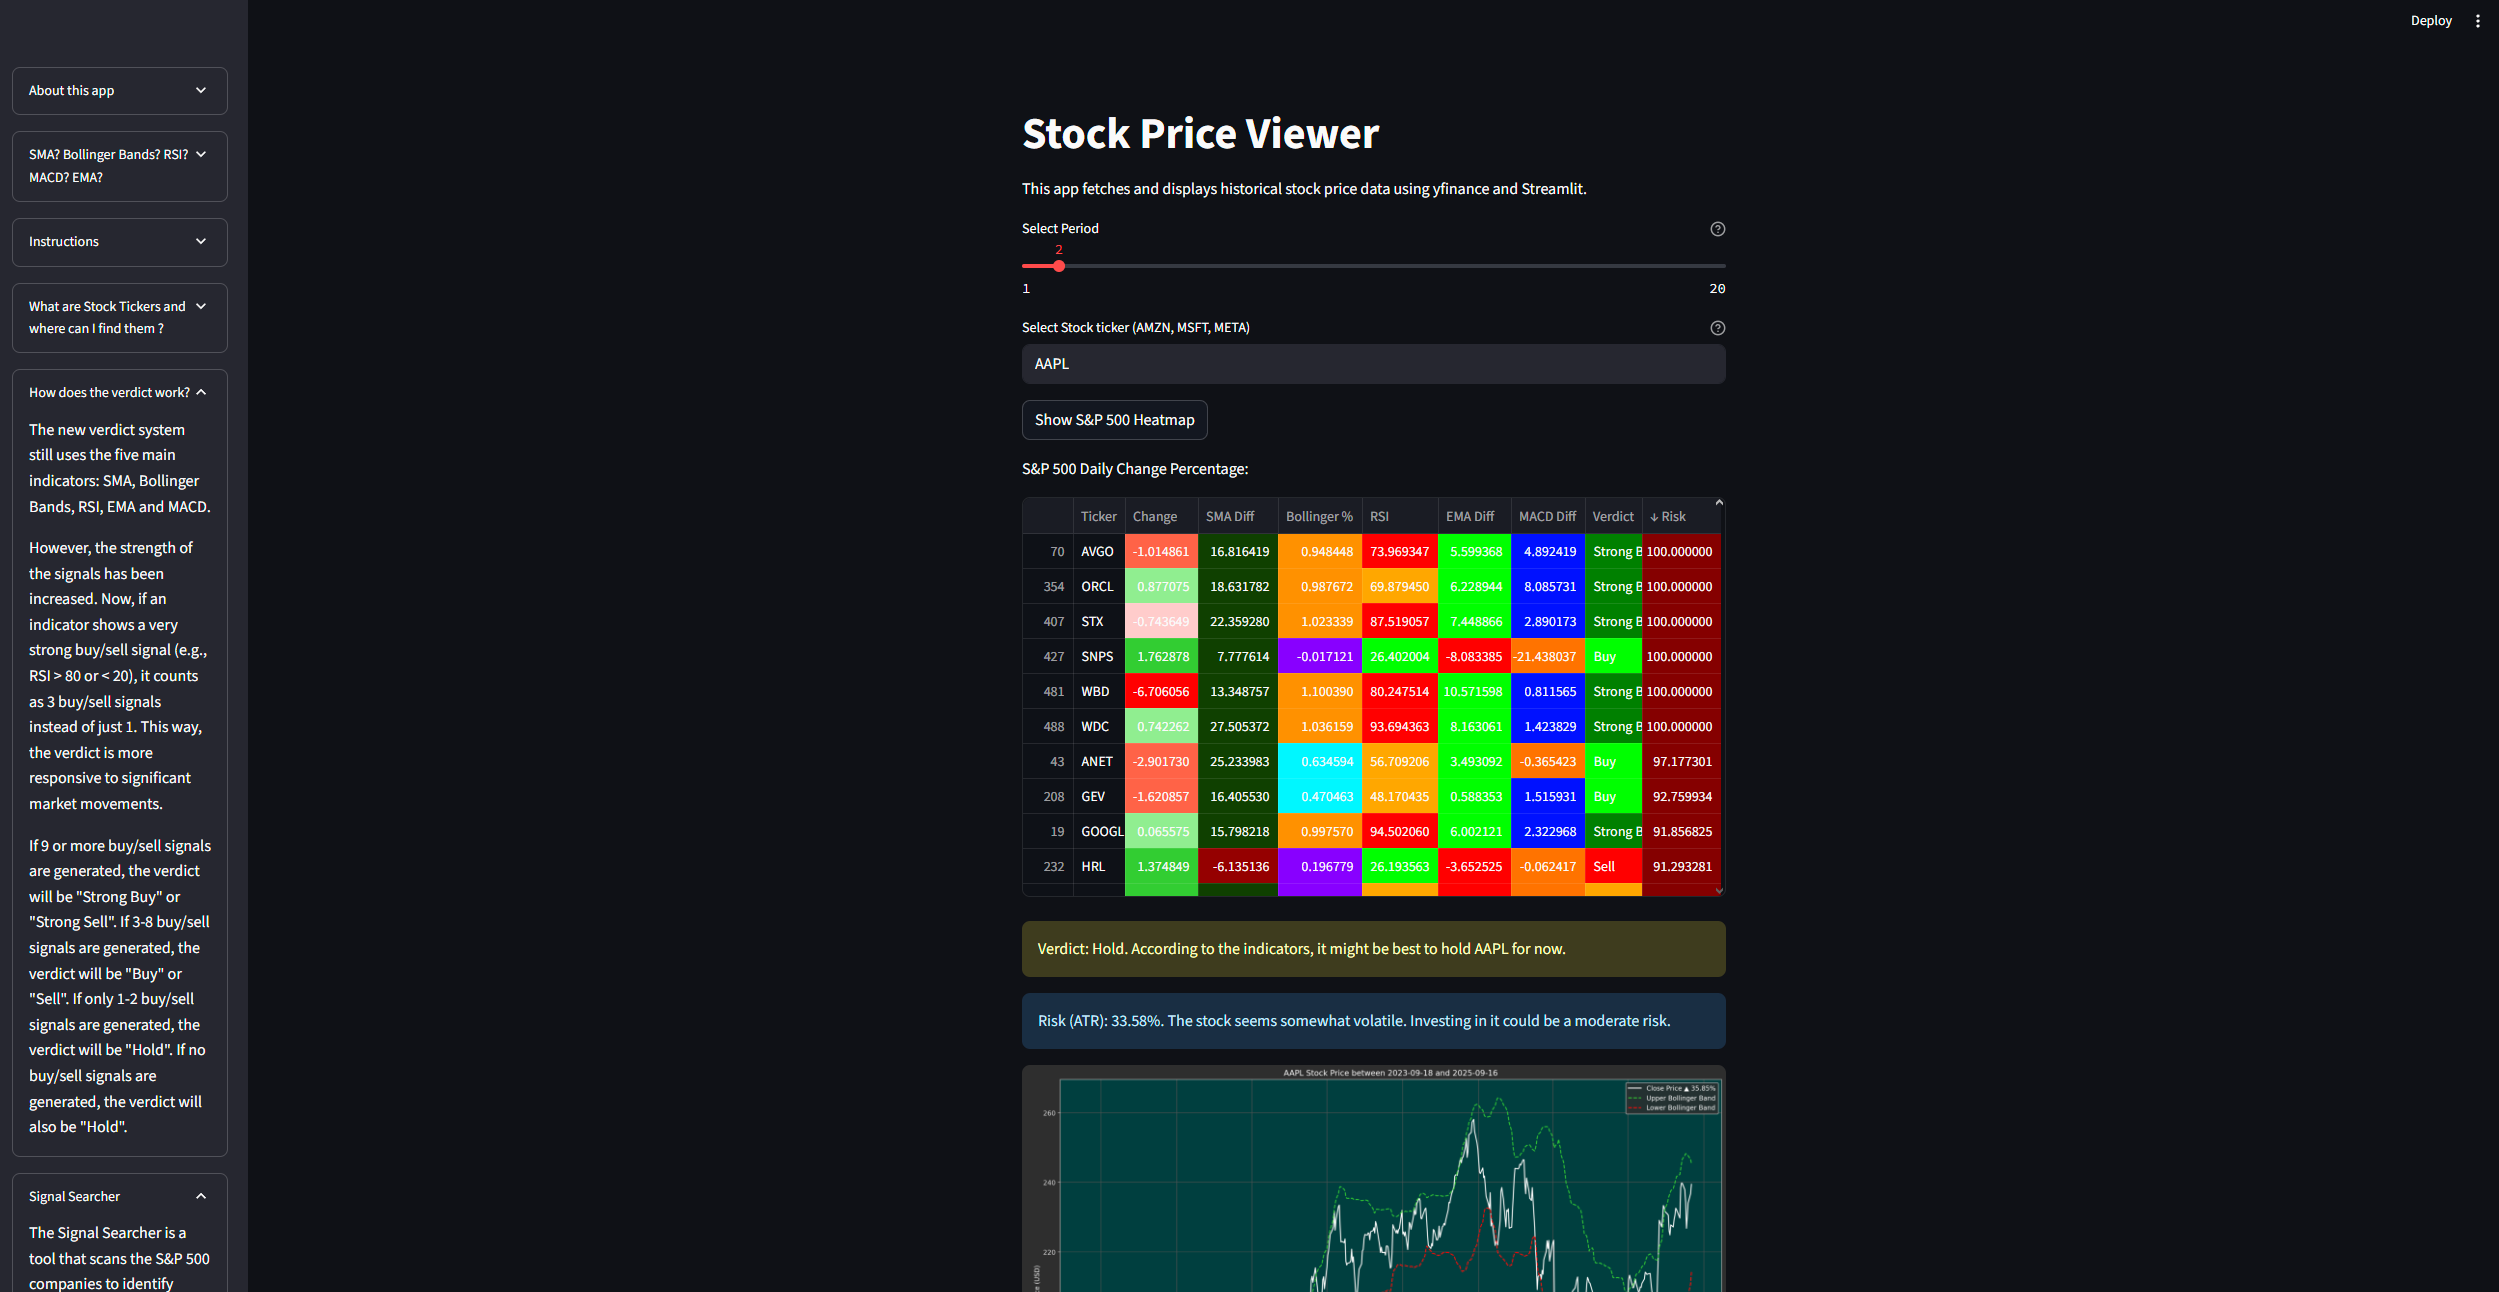 Deploy
About this app
SMA? Bollinger Bands? RSI?
MACD? EMA?
Instructions
What are Stock Tickers and
where can I find them ?
How does the verdict work?
The new verdict system
still uses the five main
indicators: SMA, Bollinger
Bands, RSI, EMA and MACD.
However, the strength of
the signals has been
increased. Now, if an
indicator shows a very
strong buy/sell signal (e.g.,
RSI > 80 or < 20), it counts
as 3 buy/sell signals
instead of just 1. This way,
the verdict is more
responsive to significant
market movements.
If 9 or more buy/sell signals
are generated, the verdict
will be "Strong Buy" or
"Strong Sell". If 3-8 buy/sell
signals are generated, the
verdict will be "Buy" or
"Sell". If only 1-2 buy/sell
signals are generated, the
verdict will be "Hold". If no
buy/sell signals are
generated, the verdict will
also be "Hold".
Signal Searcher
The Signal Searcher is a
tool that scans the S&P 500
companies to identify
Stock Price Viewer
This app fetches and displays historical stock price data using yfinance and Streamlit.
Select Period
2
1 20
Select Stock ticker (AMZN, MSFT, META)
AAPL
Show S&P 500 Heatmap
S&P 500 Daily Change Percentage:
Ticker Change SMA Diff Bollinger % RSI EMA Diff MACD Diff Verdict ↓ Risk
70 AVGO -1.014861 16.816419 0.948448 73.969347 5.599368 4.892419 Strong B 100.000000
354 ORCL 0.877075 18.631782 0.987672 69.879450 6.228944 8.085731 Strong B 100.000000
407 STX -0.743649 22.359280 1.023339 87.519057 7.448866 2.890173 Strong B 100.000000
427 SNPS 1.762878 7.777614 -0.017121 26.402004 -8.083385 -21.438037 Buy 100.000000
481 WBD -6.706056 13.348757 1.100390 80.247514 10.571598 0.811565 Strong B 100.000000
488 WDC 0.742262 27.505372 1.036159 93.694363 8.163061 1.423829 Strong B 100.000000
43 ANET -2.901730 25.233983 0.634594 56.709206 3.493092 -0.365423 Buy 97.177301
208 GEV -1.620857 16.405530 0.470463 48.170435 0.588353 1.515931 Buy 92.759934
19 GOOGL 0.065575 15.798218 0.997570 94.502060 6.002121 2.322968 Strong B 91.856825
232 HRL 1.374849 -6.135136 0.196779 26.193563 -3.652525 -0.062417 Sell 91.293281
Verdict: Hold. According to the indicators, it might be best to hold AAPL for now.
Risk (ATR): 33.58%. The stock seems somewhat volatile. Investing in it could be a moderate risk.
AAPL Stock Price between 2023-09-18 and 2025-09-16
Close Price ▲ 35.85%
Upper Bollinger Band
Lower Bollinger Band
260
240
220
(USD)